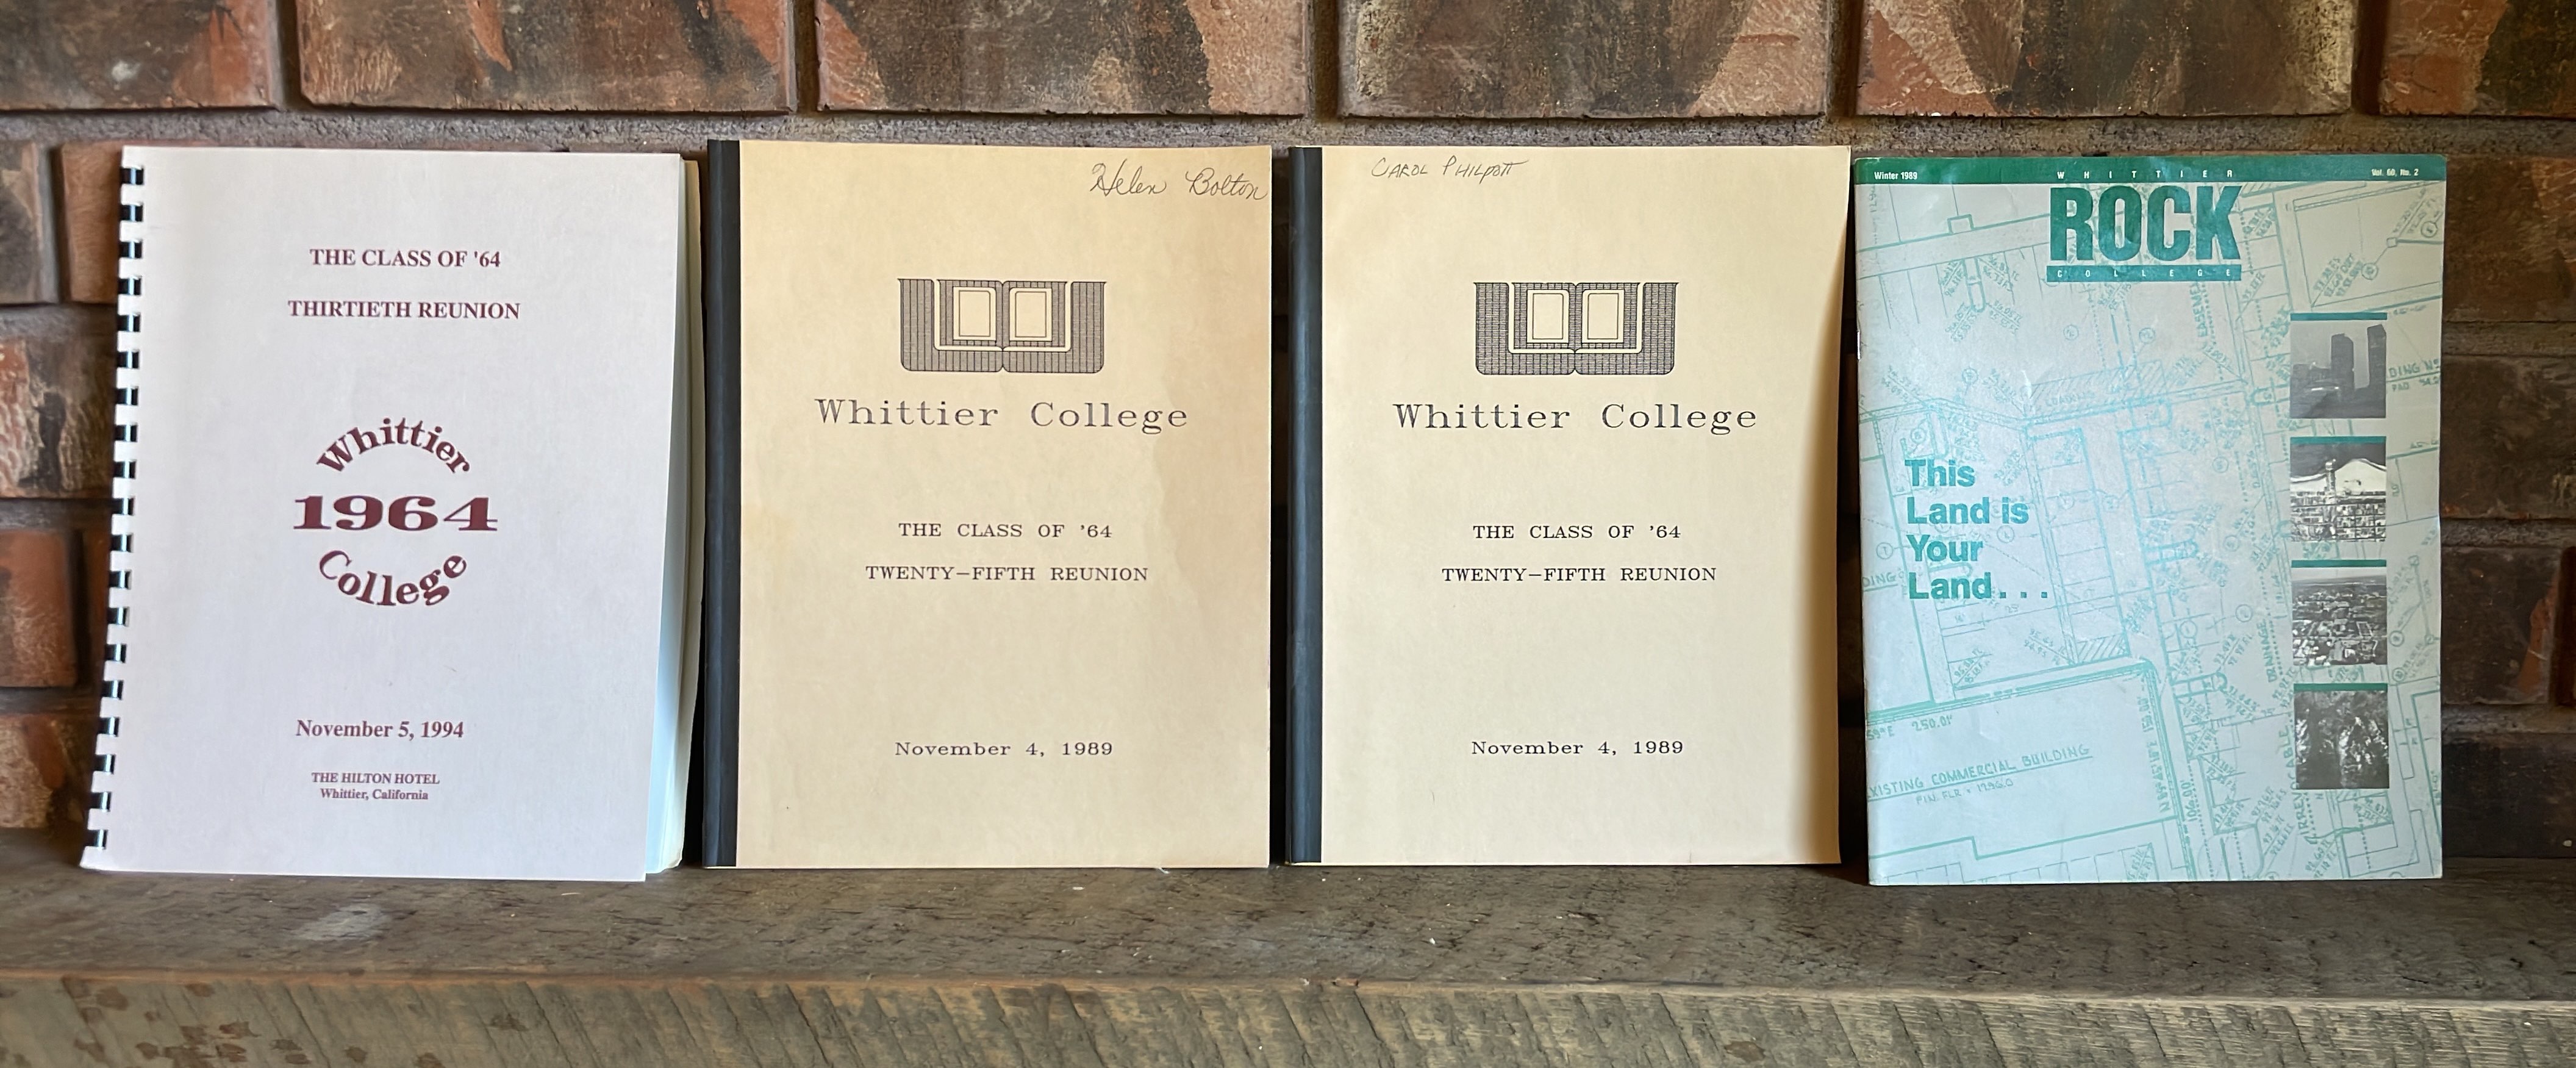 THE CLASS OF '64
THIRTIETH REUNION
Whittier
1964
College
November 5, 1994
THE HILTON HOTEL
Whittier, California
Helen Bolton
Whittier College
THE CLASS OF '64
TWENTY–FIFTH REUNION
November 4, 1989
CAROL PHILPOTT
Whittier College
THE CLASS OF '64
TWENTY–FIFTH REUNION
November 4, 1989
Winter 1989
WHITTIER
Vol. 60, No. 2
ROCK
COLLEGE
This
Land is
Your
Land . . .
250.01'
EXISTING COMMERCIAL BUILDING